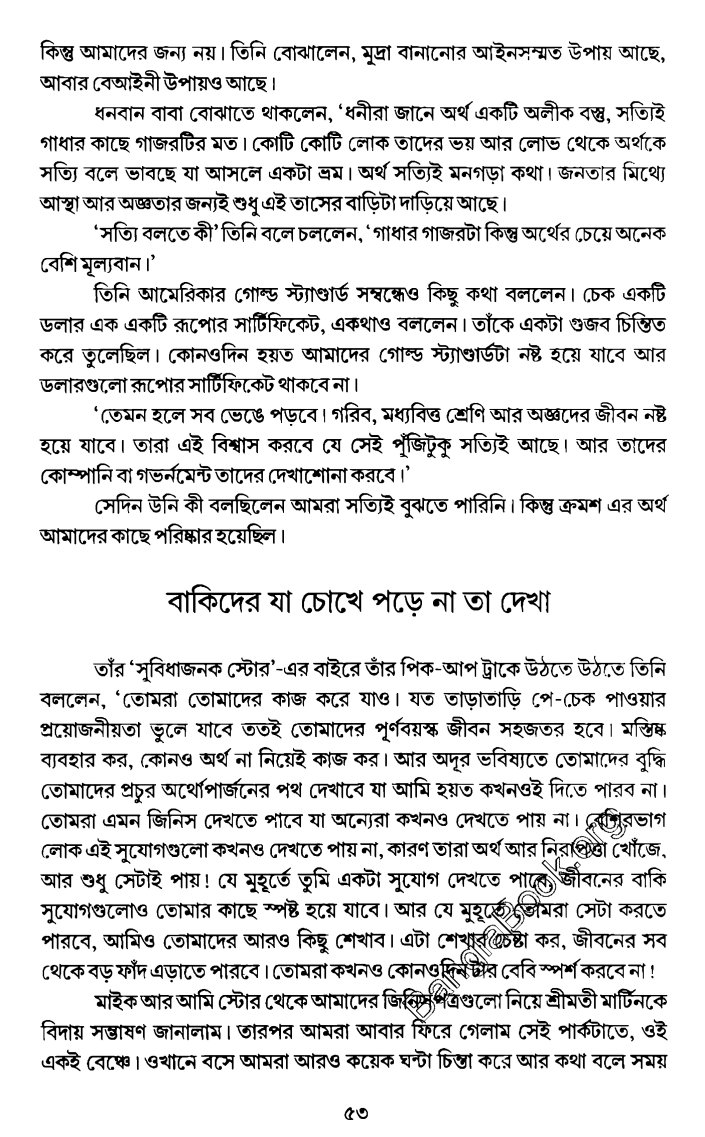 কিন্তু আমাদের জন্য নয়। তিনি বোঝালেন, মুদ্রা বানানোর আইনসম্মত উপায় আছে,
আবার বেআইনী উপায়ও আছে।
ধনবান বাবা বোঝাতে থাকলেন, ‘ধনীরা জানে অর্থ একটি অলীক বস্তু, সত্যিই
গাধার কাছে গাজরটির মত। কোটি কোটি লোক তাদের ভয় আর লোভ থেকে অর্থকে
সত্যি বলে ভাবছে যা আসলে একটা ভ্রম। অর্থ সত্যিই মনগড়া কথা। জনতার মিথ্যে
আস্থা আর অজ্ঞতার জন্যই শুধু এই তাসের বাড়িটা দাড়িয়ে আছে।
‘সত্যি বলতে কী’ তিনি বলে চললেন, ‘গাধার গাজরটা কিন্তু অর্থের চেয়ে অনেক
বেশি মূল্যবান।’
তিনি আমেরিকার গোল্ড স্ট্যাণ্ডার্ড সম্বন্ধেও কিছু কথা বললেন। চেক একটি
ডলার এক একটি রূপোর সার্টিফিকেট, একথাও বললেন। তাঁকে একটা গুজব চিন্তিত
করে তুলেছিল। কোনওদিন হয়ত আমাদের গোল্ড স্ট্যাণ্ডার্ডটা নষ্ট হয়ে যাবে আর
ডলারগুলো রূপোর সার্টিফিকেট থাকবে না।
‘তেমন হলে সব ভেঙে পড়বে। গরিব, মধ্যবিত্ত শ্রেণি আর অজ্ঞদের জীবন নষ্ট
হয়ে যাবে। তারা এই বিশ্বাস করবে যে সেই পুঁজিটুকু সত্যিই আছে। আর তাদের
কোম্পানি বা গভর্নমেন্ট তাদের দেখাশোনা করবে।’
সেদিন উনি কী বলছিলেন আমরা সত্যিই বুঝতে পারিনি। কিন্তু ক্রমশ এর অর্থ
আমাদের কাছে পরিষ্কার হয়েছিল।
বাকিদের যা চোখে পড়ে না তা দেখা
তাঁর ‘সুবিধাজনক স্টোর’-এর বাইরে তাঁর পিক-আপ ট্রাকে উঠতে উঠতে তিনি
বললেন, ‘তোমরা তোমাদের কাজ করে যাও। যত তাড়াতাড়ি পে-চেক পাওয়ার
প্রয়োজনীয়তা ভুলে যাবে ততই তোমাদের পূর্ণবয়স্ক জীবন সহজতর হবে। মস্তিষ্ক
ব্যবহার কর, কোনও অর্থ না নিয়েই কাজ কর। আর অদূর ভবিষ্যতে তোমাদের বুদ্ধি
তোমাদের প্রচুর অর্থোপার্জনের পথ দেখাবে যা আমি হয়ত কখনওই দিতে পারব না।
তোমরা এমন জিনিস দেখতে পাবে যা অন্যেরা কখনও দেখতে পায় না। বেশিরভাগ
লোক এই সুযোগগুলো কখনও দেখতে পায় না, কারণ তারা অর্থ আর নিরাপত্তা খোঁজে,
আর শুধু সেটাই পায়! যে মুহূর্তে তুমি একটা সুযোগ দেখতে পাবে, জীবনের বাকি
সুযোগগুলোও তোমার কাছে স্পষ্ট হয়ে যাবে। আর যে মুহূর্তে তোমরা সেটা করতে
পারবে, আমিও তোমাদের আরও কিছু শেখাব। এটা শেখার চেষ্টা কর, জীবনের সব
থেকে বড় ফাঁদ এড়াতে পারবে। তোমরা কখনও কোনওদিন টার বেবি স্পর্শ করবে না!
মাইক আর আমি স্টোর থেকে আমাদের জিনিসপত্রগুলো নিয়ে শ্রীমতী মার্টিনকে
বিদায় সম্ভাষণ জানালাম। তারপর আমরা আবার ফিরে গেলাম সেই পার্কটাতে, ওই
একই বেঞ্চে। ওখানে বসে আমরা আরও কয়েক ঘন্টা চিন্তা করে আর কথা বলে সময়
৫৩
BanglaBook.org